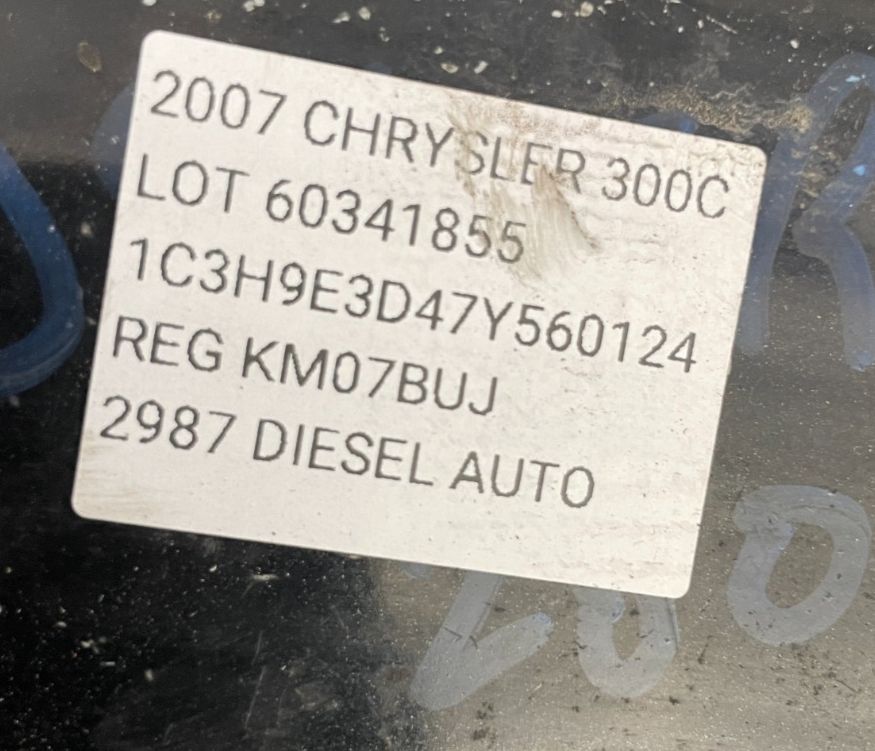 2007 CHRYSLER 300C
LOT 60341855
1C3H9E3D47Y560124
REG KM07BUJ
2987 DIESEL AUTO